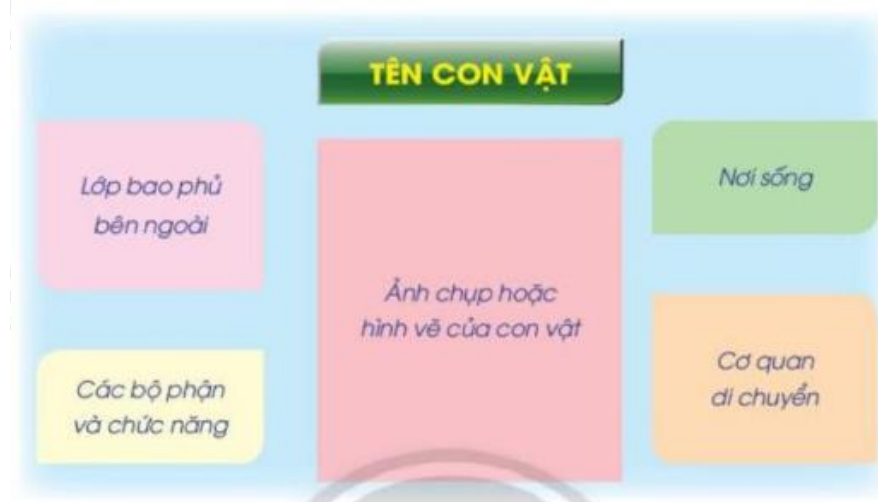 TÊN CON VẬT
Lớp bao phủ
bên ngoài
Nơi sống
Ảnh chụp hoặc
hình vẽ của con vật
Các bộ phận
và chức năng
Cơ quan
di chuyển